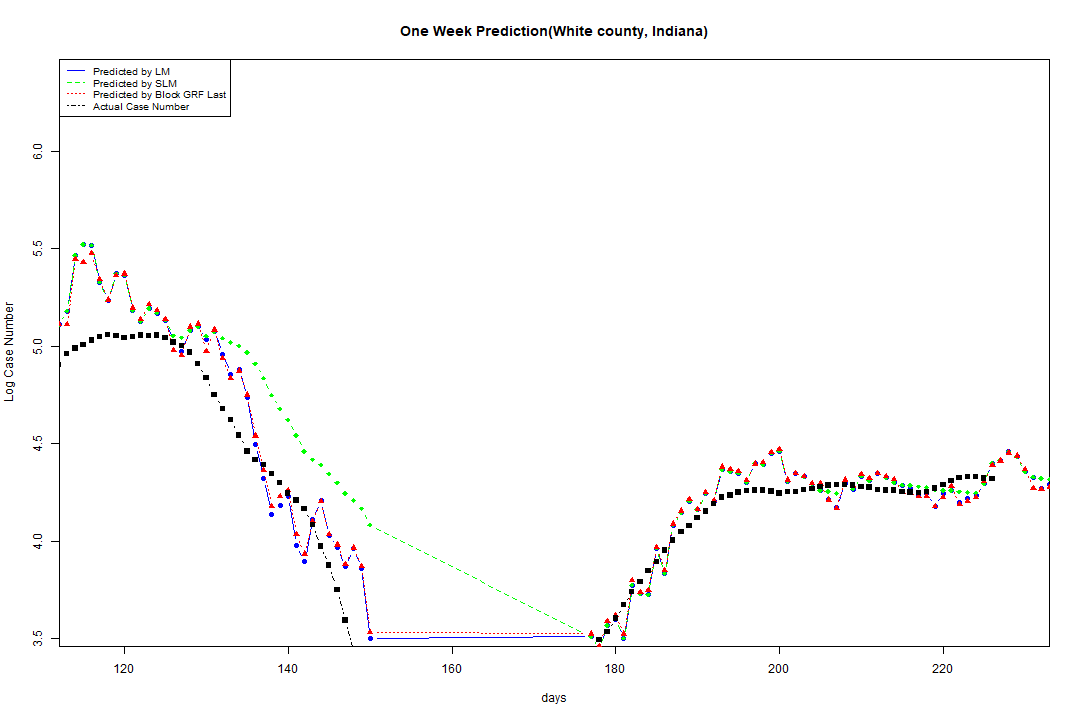 One Week Prediction(White county, Indiana)
Predicted by LM
Predicted by SLM
Predicted by Block GRF Last
Actual Case Number
6.0
5.5
5.0
4.5
4.0
3.5
Log Case Number
120 140 160 180 200 220
days